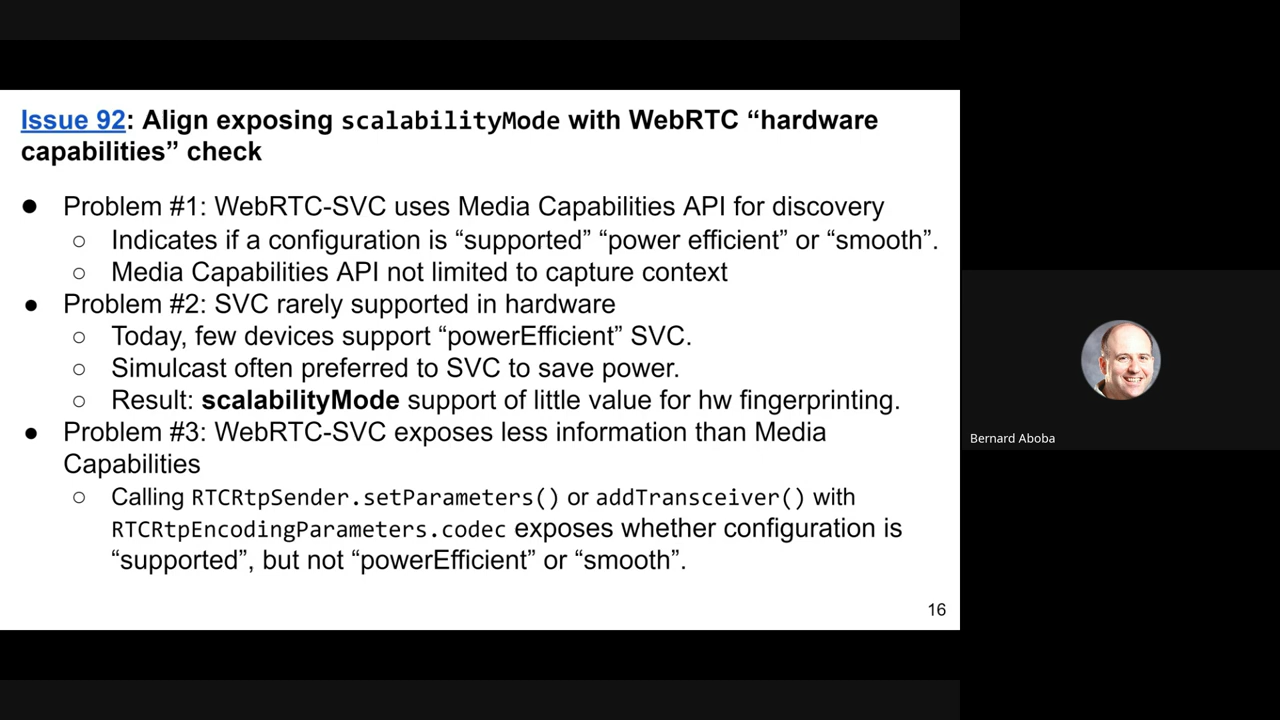 Issue 92: Align exposing scalabilityMode with WebRTC “hardware
capabilities” check
● Problem #1: WebRTC-SVC uses Media Capabilities API for discovery
○ Indicates if a configuration is “supported” “power efficient” or “smooth”.
○ Media Capabilities API not limited to capture context
● Problem #2: SVC rarely supported in hardware
○ Today, few devices support “powerEfficient” SVC.
○ Simulcast often preferred to SVC to save power.
○ Result: scalabilityMode support of little value for hw fingerprinting.
● Problem #3: WebRTC-SVC exposes less information than Media
Capabilities
○ Calling RTCRtpSender.setParameters() or addTransceiver() with
RTCRtpEncodingParameters.codec exposes whether configuration is
“supported”, but not “powerEfficient” or “smooth”.
16
Bernard Aboba